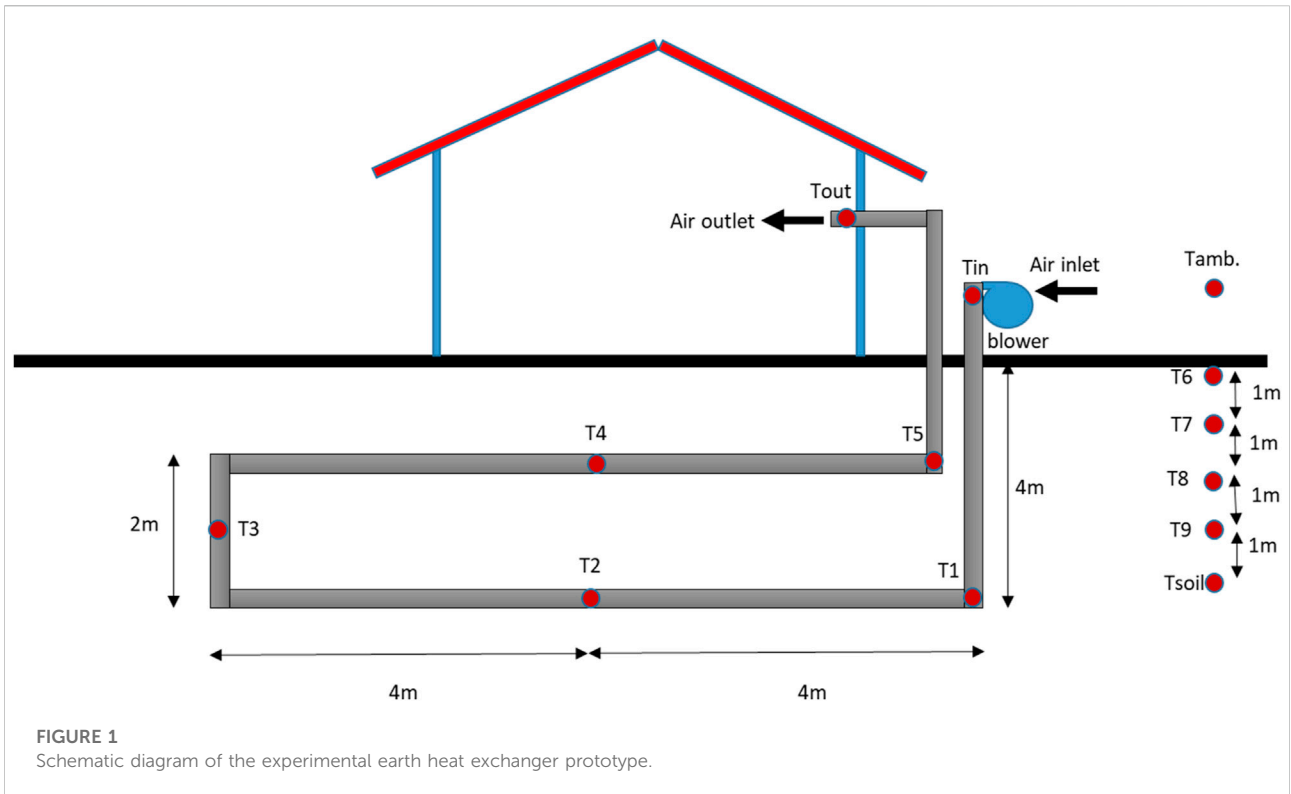 Tout
Air outlet
Tin
Air inlet
Tamb.
blower
T6
1m
T7
1m
T4
T5
T8
4m
1m
2m
T3
T9
1m
T2
T1
Tsoil
4m
4m
FIGURE 1
Schematic diagram of the experimental earth heat exchanger prototype.